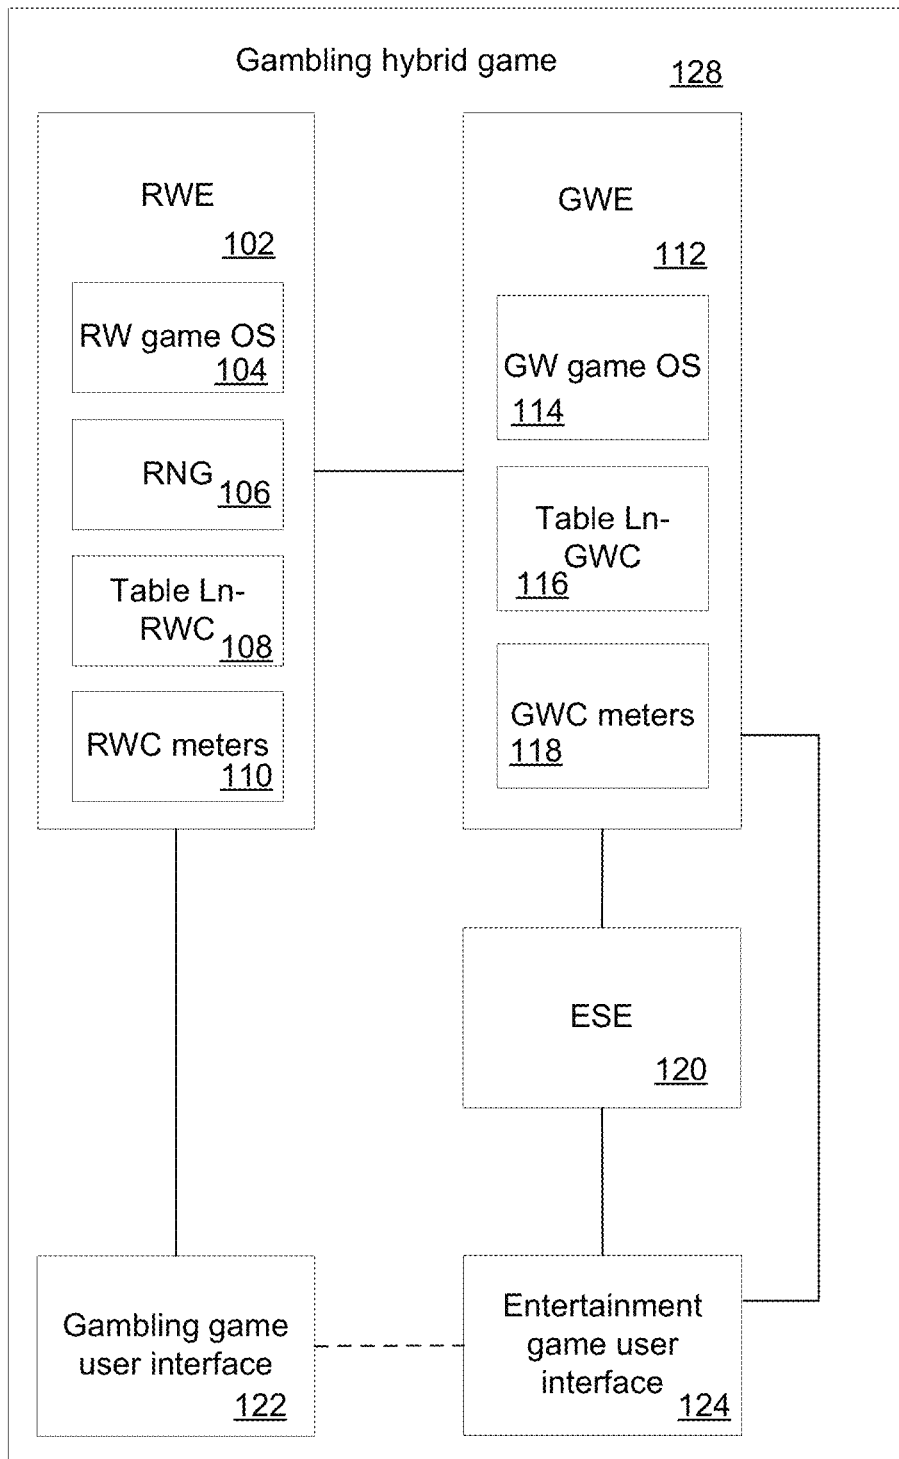 Gambling hybrid game
128
RWE
102
RW game OS
104
RNG
106
Table Ln-
RWC
108
RWC meters
110
GWE
112
GW game OS
114
Table Ln-
GWC
116
GWC meters
118
ESE
120
Gambling game
user interface
122
Entertainment
game user
interface
124